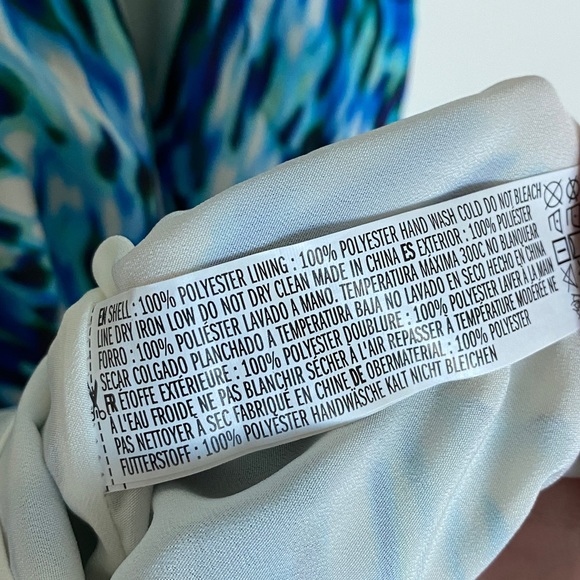 EN SHELL : 100% POLYESTER LINING : 100% POLYESTER HAND WASH COLD DO NOT BLEACH
LINE DRY IRON LOW DO NOT DRY CLEAN MADE IN CHINA ES EXTERIOR : 100% POLIÉSTER
FORRO : 100% POLIÉSTER LAVADO A MANO. TEMPERATURA MÁXIMA 30ºC NO BLANQUEAR
SECAR COLGADO PLANCHADO A TEMPERATURA BAJA NO LAVADO EN SECO HECHO EN CHINA
FR ÉTOFFE EXTÉRIEURE : 100% POLYESTER DOUBLURE : 100% POLYESTER LAVER À LA MAIN
À L'EAU FROIDE NE PAS BLANCHIR SÉCHER À L'AIR REPASSER À TEMPÉRATURE MODÉRÉE NE
PAS NETTOYER À SEC FABRIQUÉ EN CHINE DE OBERMATERIAL : 100% POLYESTER
FUTTERSTOFF : 100% POLYESTER HANDWÄSCHE KALT NICHT BLEICHEN